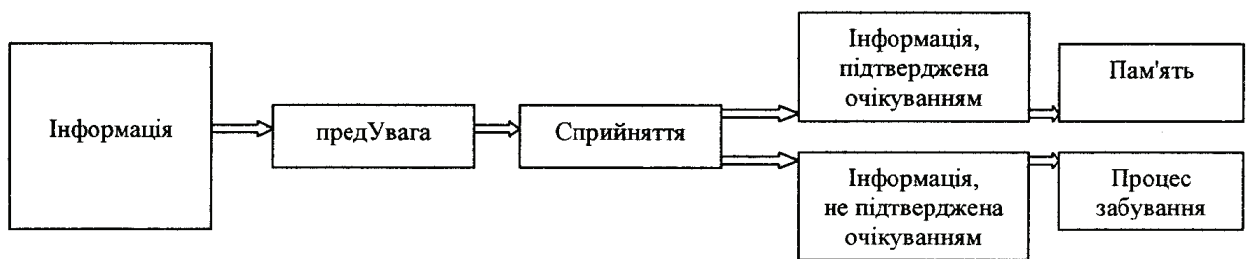 Інформація
предУвага
Сприйняття
Інформація,
підтверджена
очікуванням
Пам'ять
Інформація,
не підтверджена
очікуванням
Процес
забування